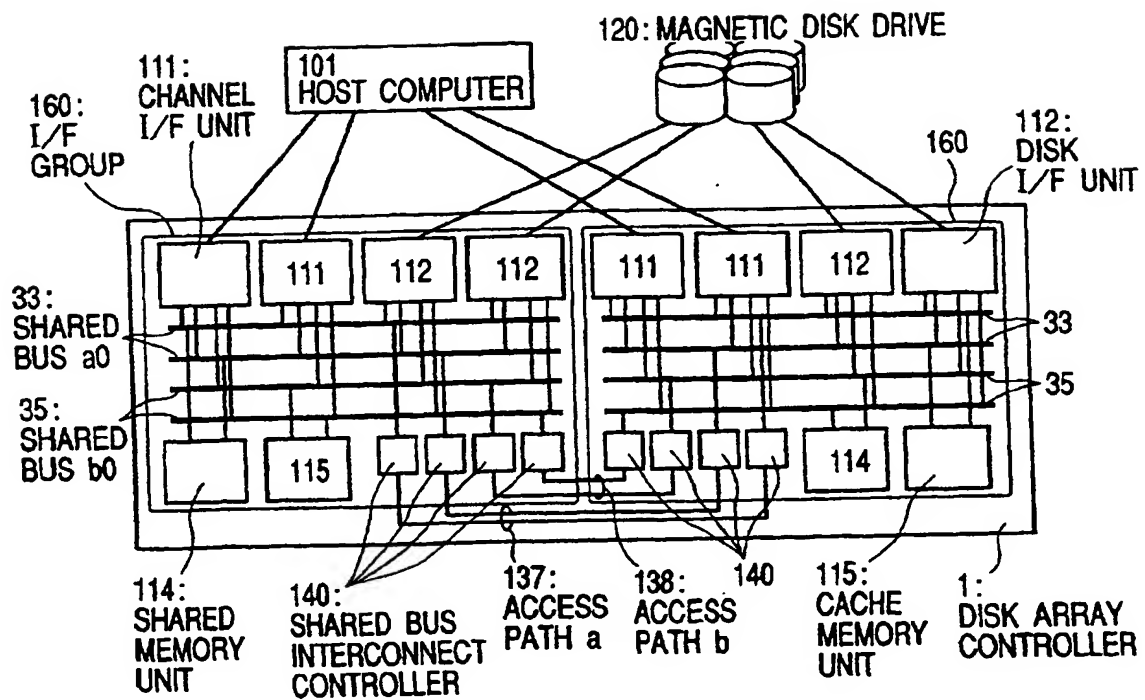 120: MAGNETIC DISK DRIVE
111:
CHANNEL
I/F UNIT
101
HOST COMPUTER
160:
I/F
GROUP
160
112:
DISK
I/F UNIT
111
112
112
111
111
112
33:
SHARED
BUS a0
33
35:
SHARED
BUS b0
35
115
114
114:
SHARED
MEMORY
UNIT
140:
SHARED BUS
INTERCONNECT
CONTROLLER
137:
ACCESS
PATH a
138:
ACCESS
PATH b
140
115:
CACHE
MEMORY
UNIT
1:
DISK ARRAY
CONTROLLER